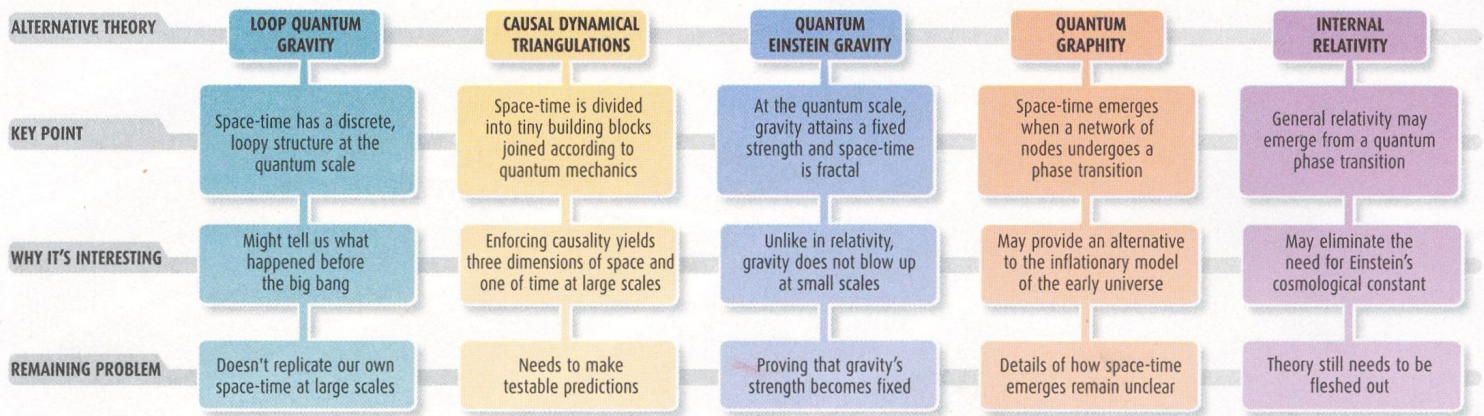 ALTERNATIVE THEORY
LOOP QUANTUM
GRAVITY
CAUSAL DYNAMICAL
TRIANGULATIONS
QUANTUM
EINSTEIN GRAVITY
QUANTUM
GRAPHITY
INTERNAL
RELATIVITY
KEY POINT
Space-time has a discrete,
loopy structure at the
quantum scale
Space-time is divided
into tiny building blocks
joined according to
quantum mechanics
At the quantum scale,
gravity attains a fixed
strength and space-time
is fractal
Space-time emerges
when a network of
nodes undergoes a
phase transition
General relativity may
emerge from a quantum
phase transition
WHY IT'S INTERESTING
Might tell us what
happened before
the big bang
Enforcing causality yields
three dimensions of space and
one of time at large scales
Unlike in relativity,
gravity does not blow up
at small scales
May provide an alternative
to the inflationary model
of the early universe
May eliminate the
need for Einstein's
cosmological constant
REMAINING PROBLEM
Doesn't replicate our own
space-time at large scales
Needs to make
testable predictions
Proving that gravity's
strength becomes fixed
Details of how space-time
emerges remain unclear
Theory still needs to be
fleshed out